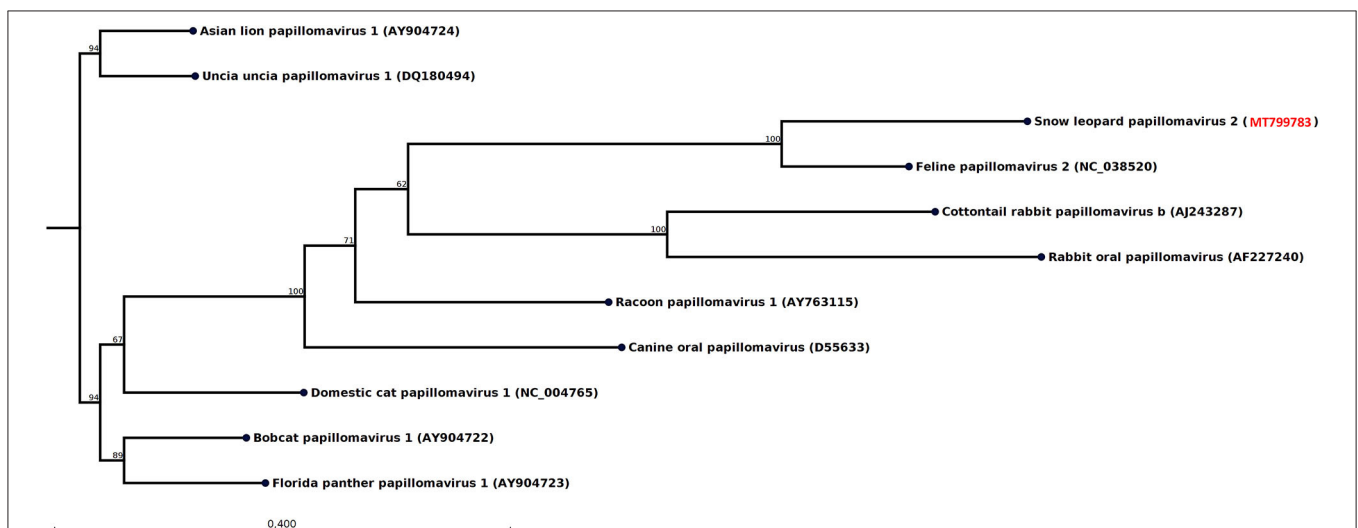 94
Asian lion papillomavirus 1 (AY904724)
Uncia uncia papillomavirus 1 (DQ180494)
100
Snow leopard papillomavirus 2 ( MT799783 )
Feline papillomavirus 2 (NC_038520)
62
Cottontail rabbit papillomavirus b (AJ243287)
100
71
Rabbit oral papillomavirus (AF227240)
100
Racoon papillomavirus 1 (AY763115)
67
Canine oral papillomavirus (D55633)
Domestic cat papillomavirus 1 (NC_004765)
94
Bobcat papillomavirus 1 (AY904722)
89
Florida panther papillomavirus 1 (AY904723)
0,400